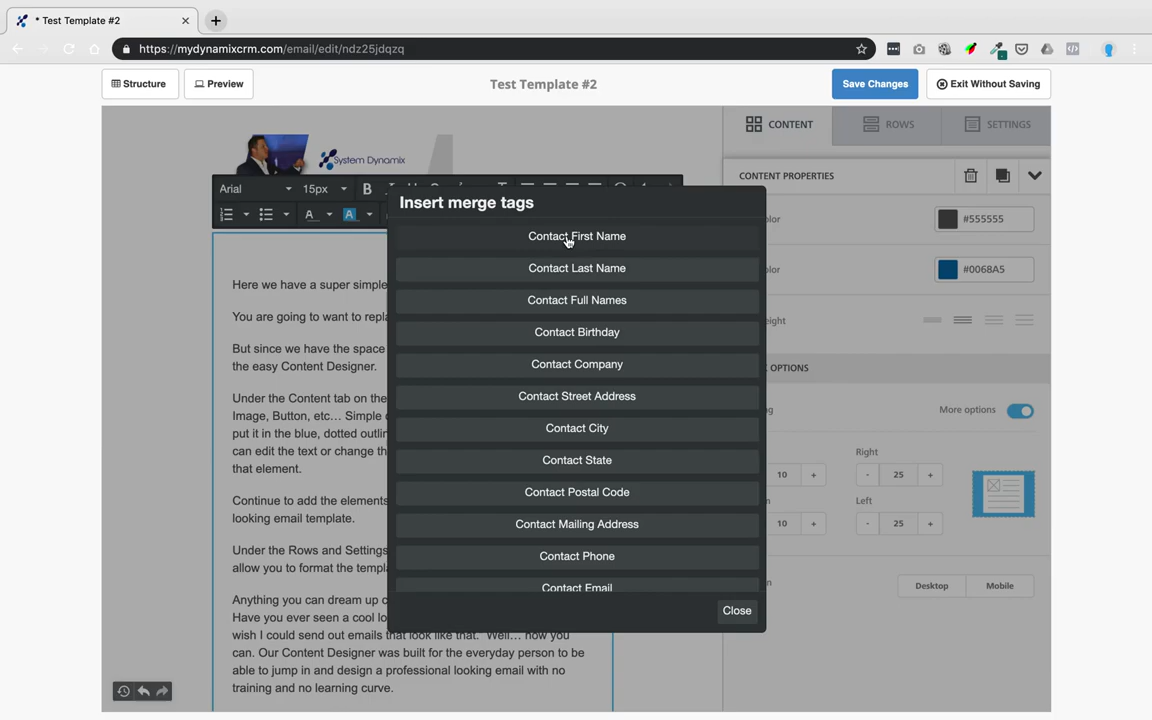 * Test Template #2
https://mydynamixcrm.com/email/edit/ndz25jdqzq
Structure
Preview
Test Template #2
Save Changes
Exit Without Saving
System Dynamix
CONTENT
ROWS
SETTINGS
CONTENT PROPERTIES
Arial
15px
B
A
A
Insert merge tags
Contact First Name
Contact Last Name
Contact Full Names
Contact Birthday
Contact Company
Contact Street Address
Contact City
Contact State
Contact Postal Code
Contact Mailing Address
Contact Phone
Contact Email
Close
Here we have a super simple
You are going to want to repla
But since we have the space
the easy Content Designer.
Under the Content tab on the
Image, Button, etc... Simple
put it in the blue, dotted outlin
can edit the text or change th
that element.
Continue to add the elements
looking email template.
Under the Rows and Settings
allow you to format the templa
Anything you can dream up c
Have you ever seen a cool lo
wish I could send out emails that look like that. Well... now you
can. Our Content Designer was built for the everyday person to be
able to jump in and design a professional looking email with no
training and no learning curve.
olor
#555555
olor
#0068A5
eight
OPTIONS
More options
Right
10 +
- 25 +
Left
10 +
- 25 +
Desktop
Mobile